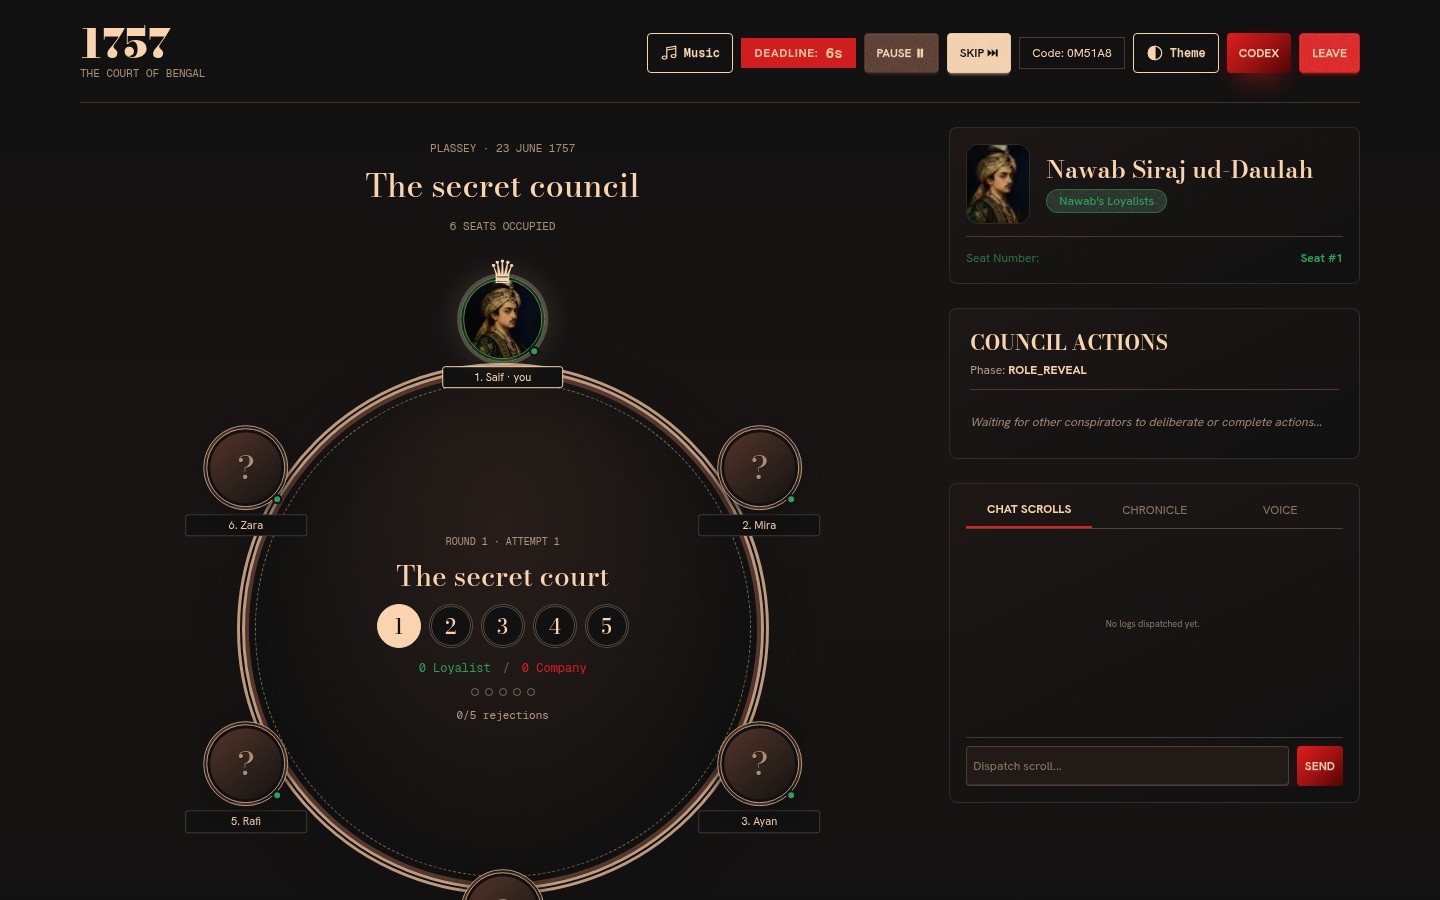 1757
THE COURT OF BENGAL
Music
DEADLINE: 6s
PAUSE
SKIP
Code: 0M51A8
Theme
CODEX
LEAVE
PLASSEY · 23 JUNE 1757
The secret council
6 SEATS OCCUPIED
1. Saif · you
?
6. Zara
?
2. Mira
ROUND 1 · ATTEMPT 1
The secret court
1 2 3 4 5
0 Loyalist / 0 Company
0/5 rejections
?
5. Rafi
?
3. Ayan
Nawab Siraj ud-Daulah
Nawab's Loyalists
Seat Number: Seat #1
COUNCIL ACTIONS
Phase: ROLE_REVEAL
Waiting for other conspirators to deliberate or complete actions...
CHAT SCROLLS CHRONICLE VOICE
No logs dispatched yet.
Dispatch scroll...
SEND